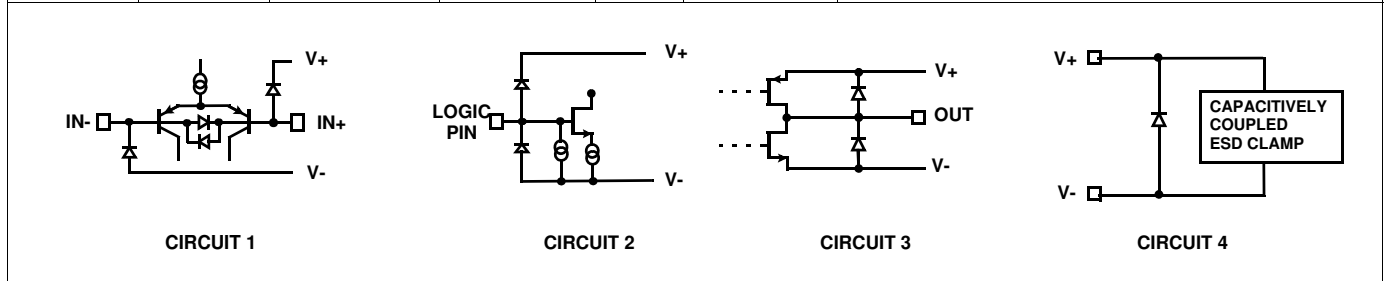 V+
IN-
IN+
V-
CIRCUIT 1
V+
LOGIC
PIN
V-
CIRCUIT 2
V+
OUT
V-
CIRCUIT 3
V+
CAPACITIVELY
COUPLED
ESD CLAMP
V-
CIRCUIT 4